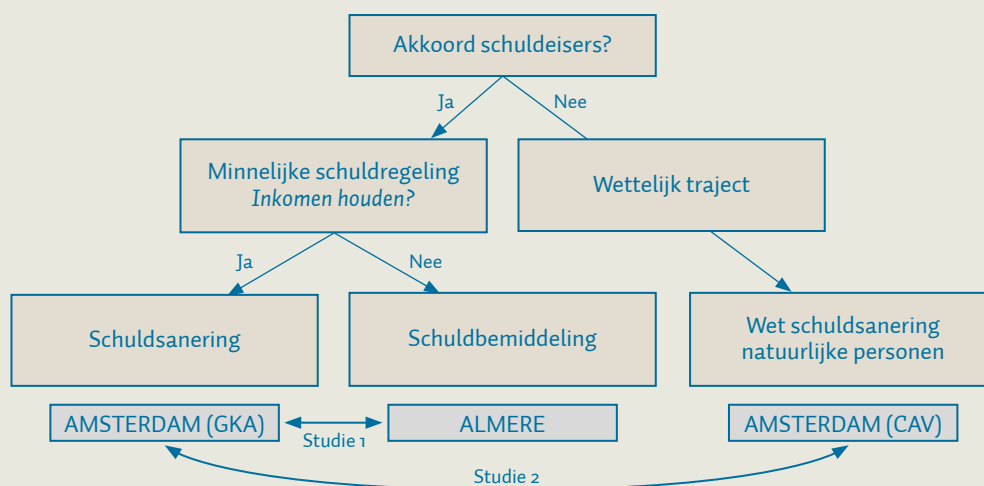 Akkoord schuldeisers?
Ja
Nee
Minnelijke schuldregeling
Inkomen houden?
Wettelijk traject
Ja
Nee
Schuldsanering
Schuldbemiddeling
Wet schuldsanering
natuurlijke personen
AMSTERDAM (GKA)
ALMERE
AMSTERDAM (CAV)
Studie 1
Studie 2